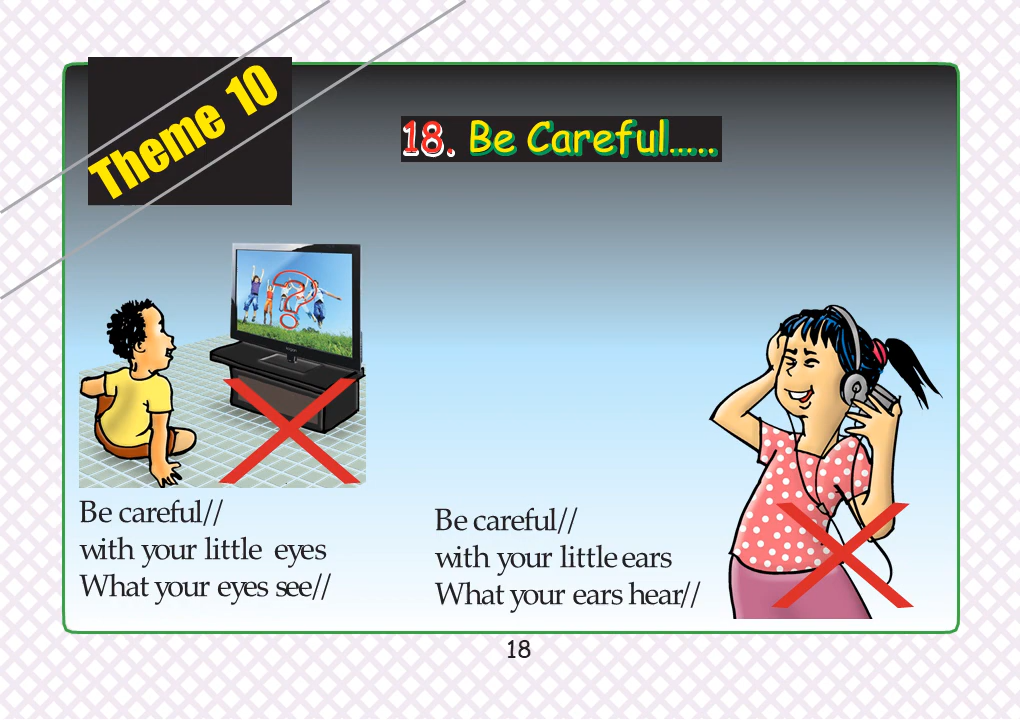 Theme 10
18. Be Careful.....
Be careful//
with your little eyes
What your eyes see//
Be careful//
with your little ears
What your ears hear//
18